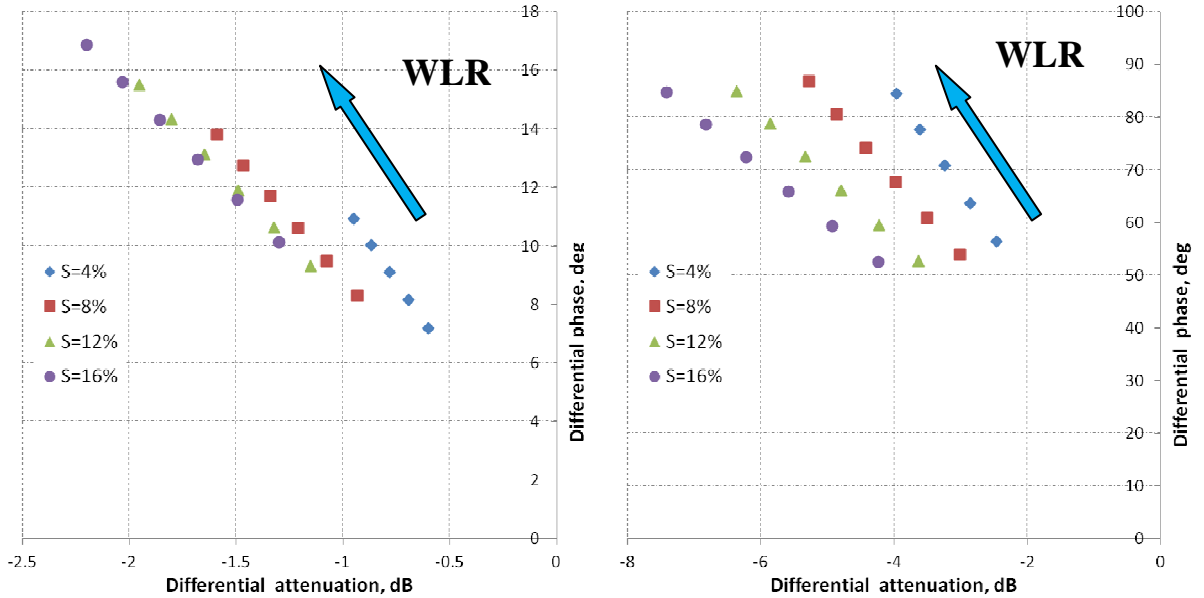 18
16
14
12
10
8
6
4
2
0
WLR
S=4%
S=8%
S=12%
S=16%
Differential phase, deg
-2.5 -2 -1.5 -1 -0.5 0
Differential attenuation, dB
100
90
80
70
60
50
40
30
20
10
0
WLR
S=4%
S=8%
S=12%
S=16%
Differential phase, deg
-8 -6 -4 -2 0
Differential attenuation, dB